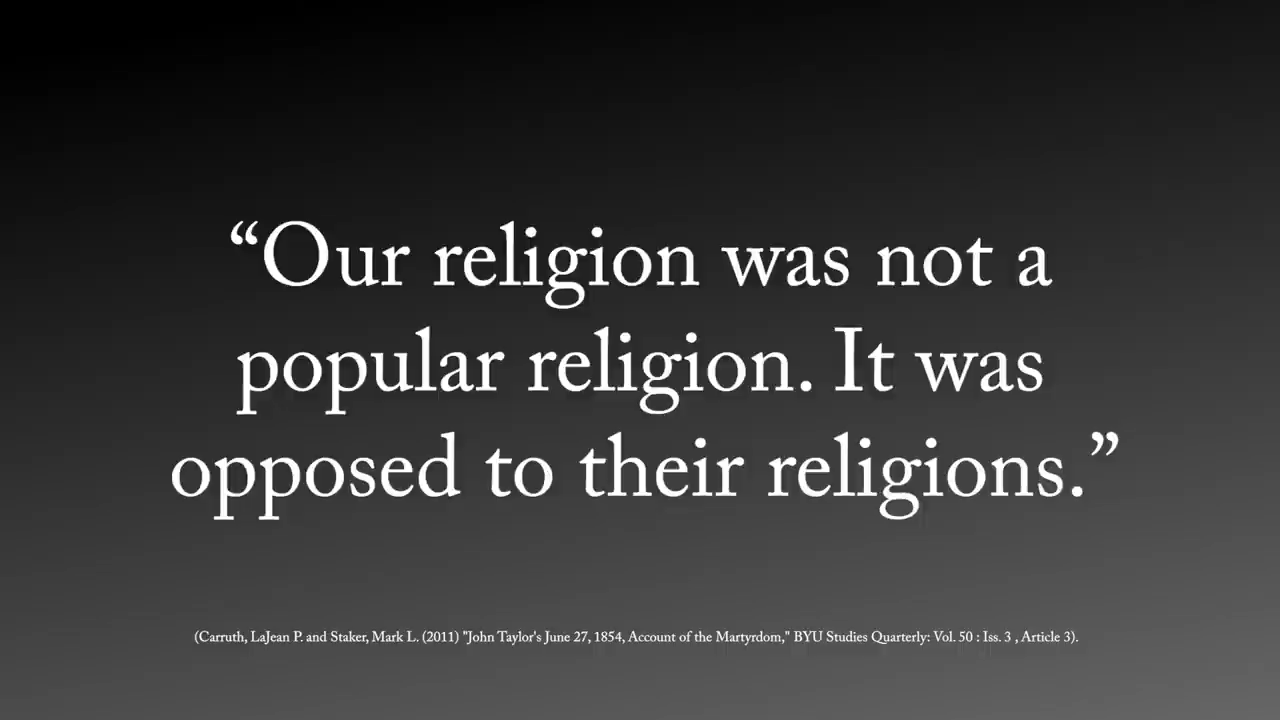 “Our religion was not a
popular religion. It was
opposed to their religions.”
(Carruth, LaJean P. and Staker, Mark L. (2011) "John Taylor's June 27, 1854, Account of the Martyrdom," BYU Studies Quarterly: Vol. 50 : Iss. 3 , Article 3).